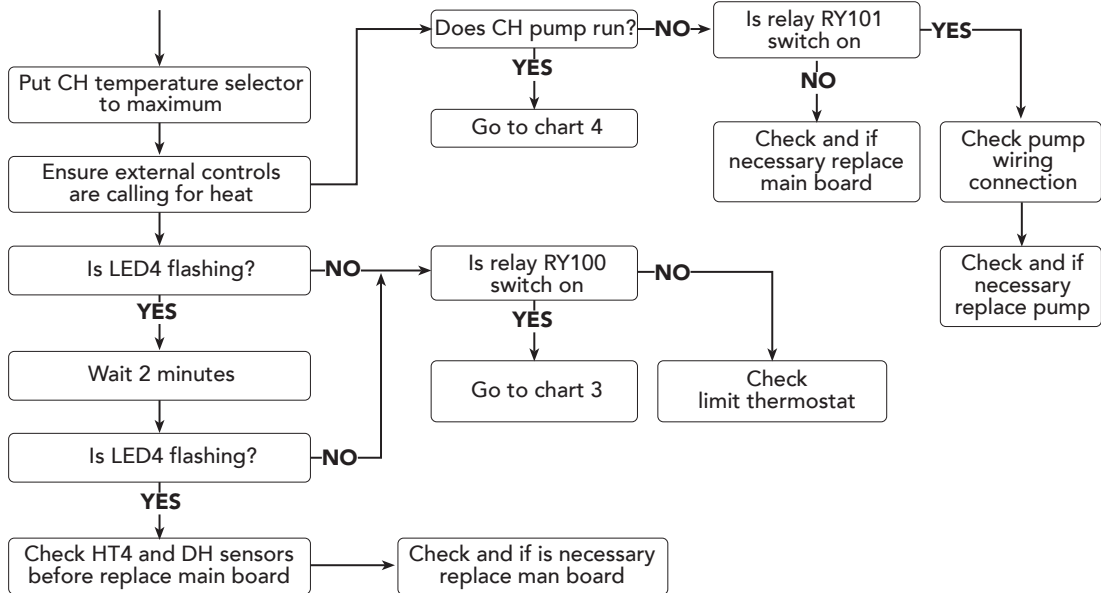 Put CH temperature selector
to maximum
Ensure external controls
are calling for heat
Is LED4 flashing?
NO
YES
Wait 2 minutes
Is LED4 flashing?
NO
YES
Check HT4 and DH sensors
before replace main board
Check and if is necessary
replace man board
Does CH pump run?
NO
YES
Go to chart 4
Is relay RY101
switch on
YES
NO
Check and if
necessary replace
main board
Check pump
wiring
connection
Check and if
necessary
replace pump
Is relay RY100
switch on
NO
YES
Go to chart 3
Check
limit thermostat